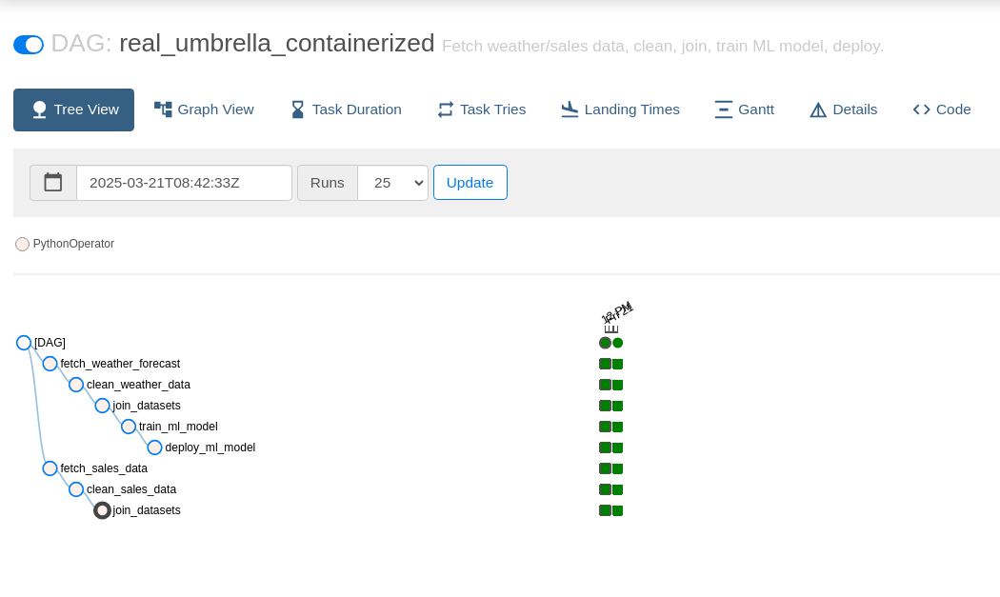 DAG: real_umbrella_containerized Fetch weather/sales data, clean, join, train ML model, deploy.
Tree View Graph View Task Duration Task Tries Landing Times Gantt Details Code
2025-03-21T08:42:33Z Runs 25 Update
PythonOperator
12 PM
[DAG]
fetch_weather_forecast
clean_weather_data
join_datasets
train_ml_model
deploy_ml_model
fetch_sales_data
clean_sales_data
join_datasets